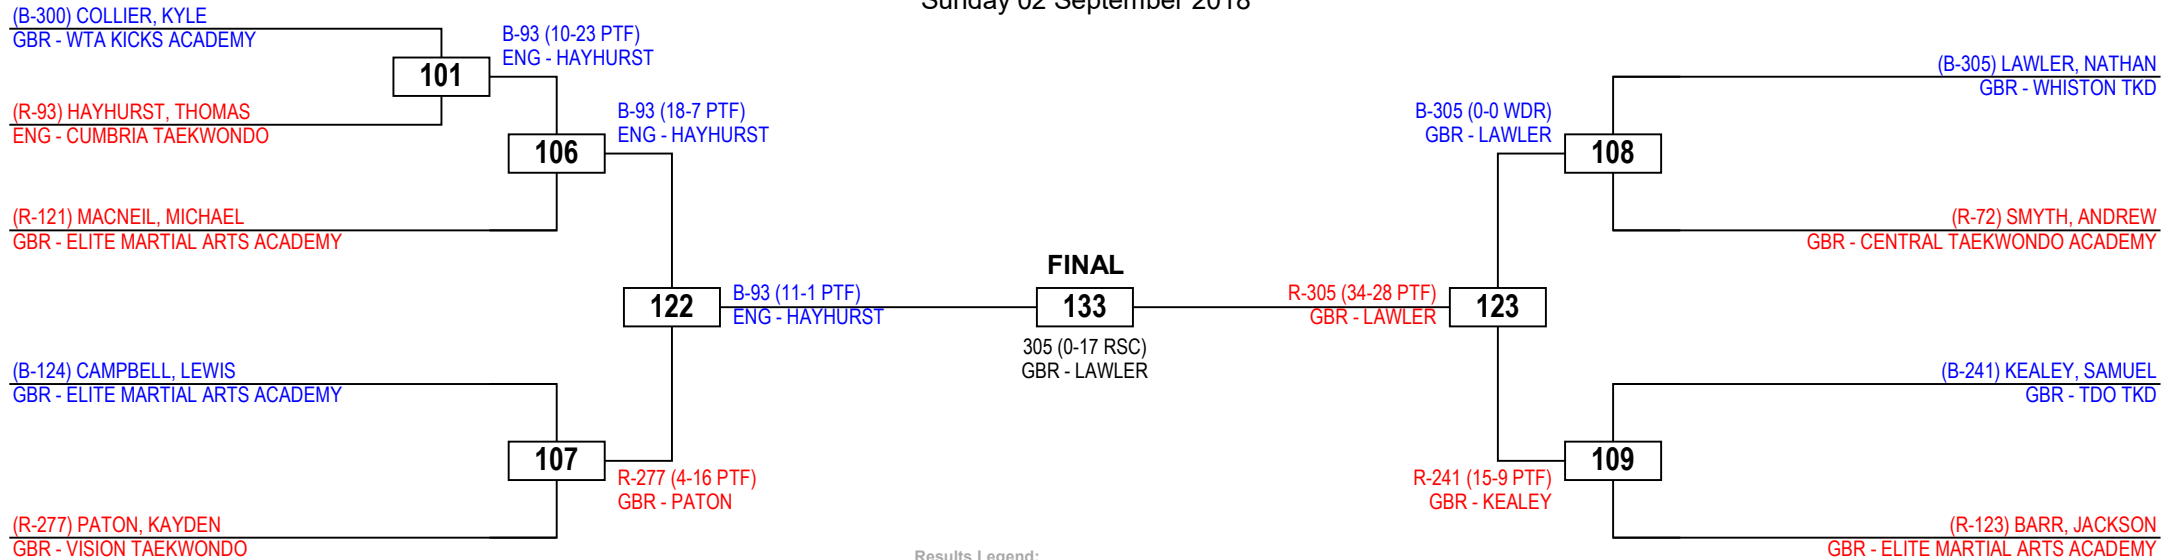 Sunday 02 September 2018
(B-300) COLLIER, KYLE
GBR - WTA KICKS ACADEMY
B-93 (10-23 PTF)
ENG - HAYHURST
101
(R-93) HAYHURST, THOMAS
ENG - CUMBRIA TAEKWONDO
B-93 (18-7 PTF)
ENG - HAYHURST
106
(R-121) MACNEIL, MICHAEL
GBR - ELITE MARTIAL ARTS ACADEMY
122
B-93 (11-1 PTF)
ENG - HAYHURST
(B-124) CAMPBELL, LEWIS
GBR - ELITE MARTIAL ARTS ACADEMY
107
R-277 (4-16 PTF)
GBR - PATON
(R-277) PATON, KAYDEN
GBR - VISION TAEKWONDO
FINAL
133
305 (0-17 RSC)
GBR - LAWLER
(B-305) LAWLER, NATHAN
GBR - WHISTON TKD
B-305 (0-0 WDR)
GBR - LAWLER
108
(R-72) SMYTH, ANDREW
GBR - CENTRAL TAEKWONDO ACADEMY
R-305 (34-28 PTF)
GBR - LAWLER
123
(B-241) KEALEY, SAMUEL
GBR - TDO TKD
109
R-241 (15-9 PTF)
GBR - KEALEY
(R-123) BARR, JACKSON
GBR - ELITE MARTIAL ARTS ACADEMY
Results Legend: